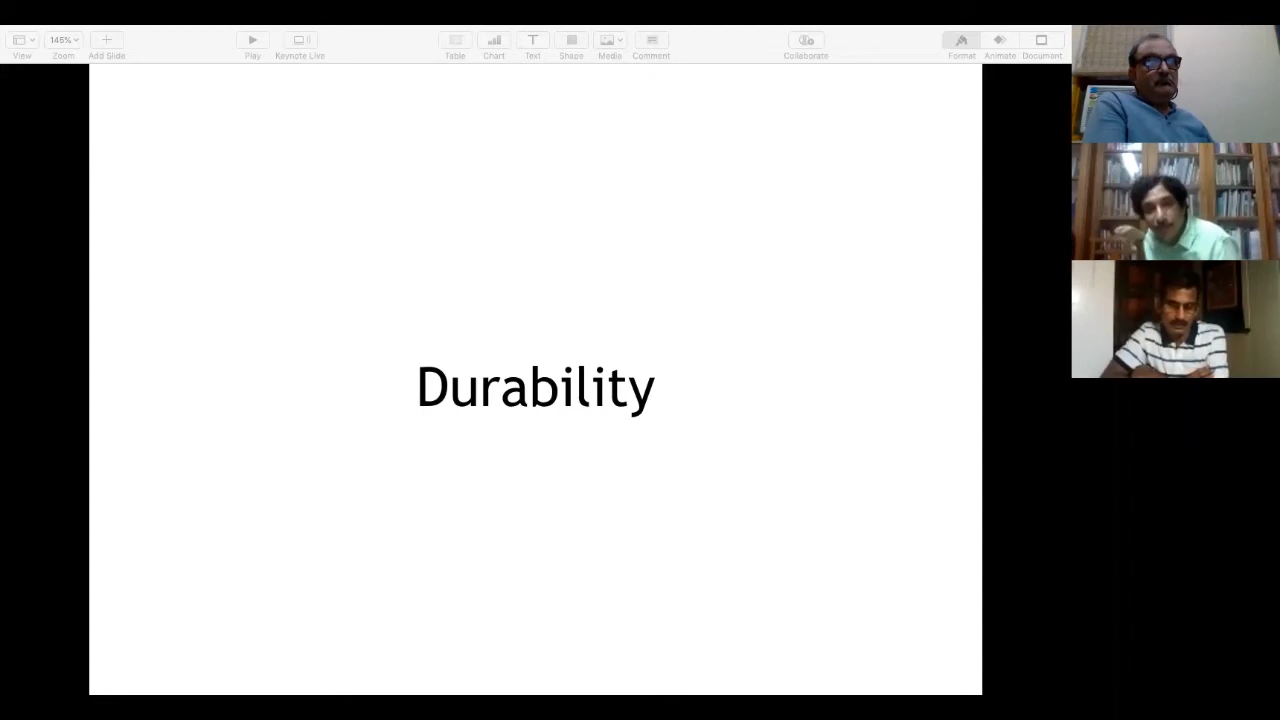 145%
View
Zoom
Add Slide
Play
Keynote Live
Table
Chart
Text
Shape
Media
Comment
Collaborate
Format
Animate
Document
Durability